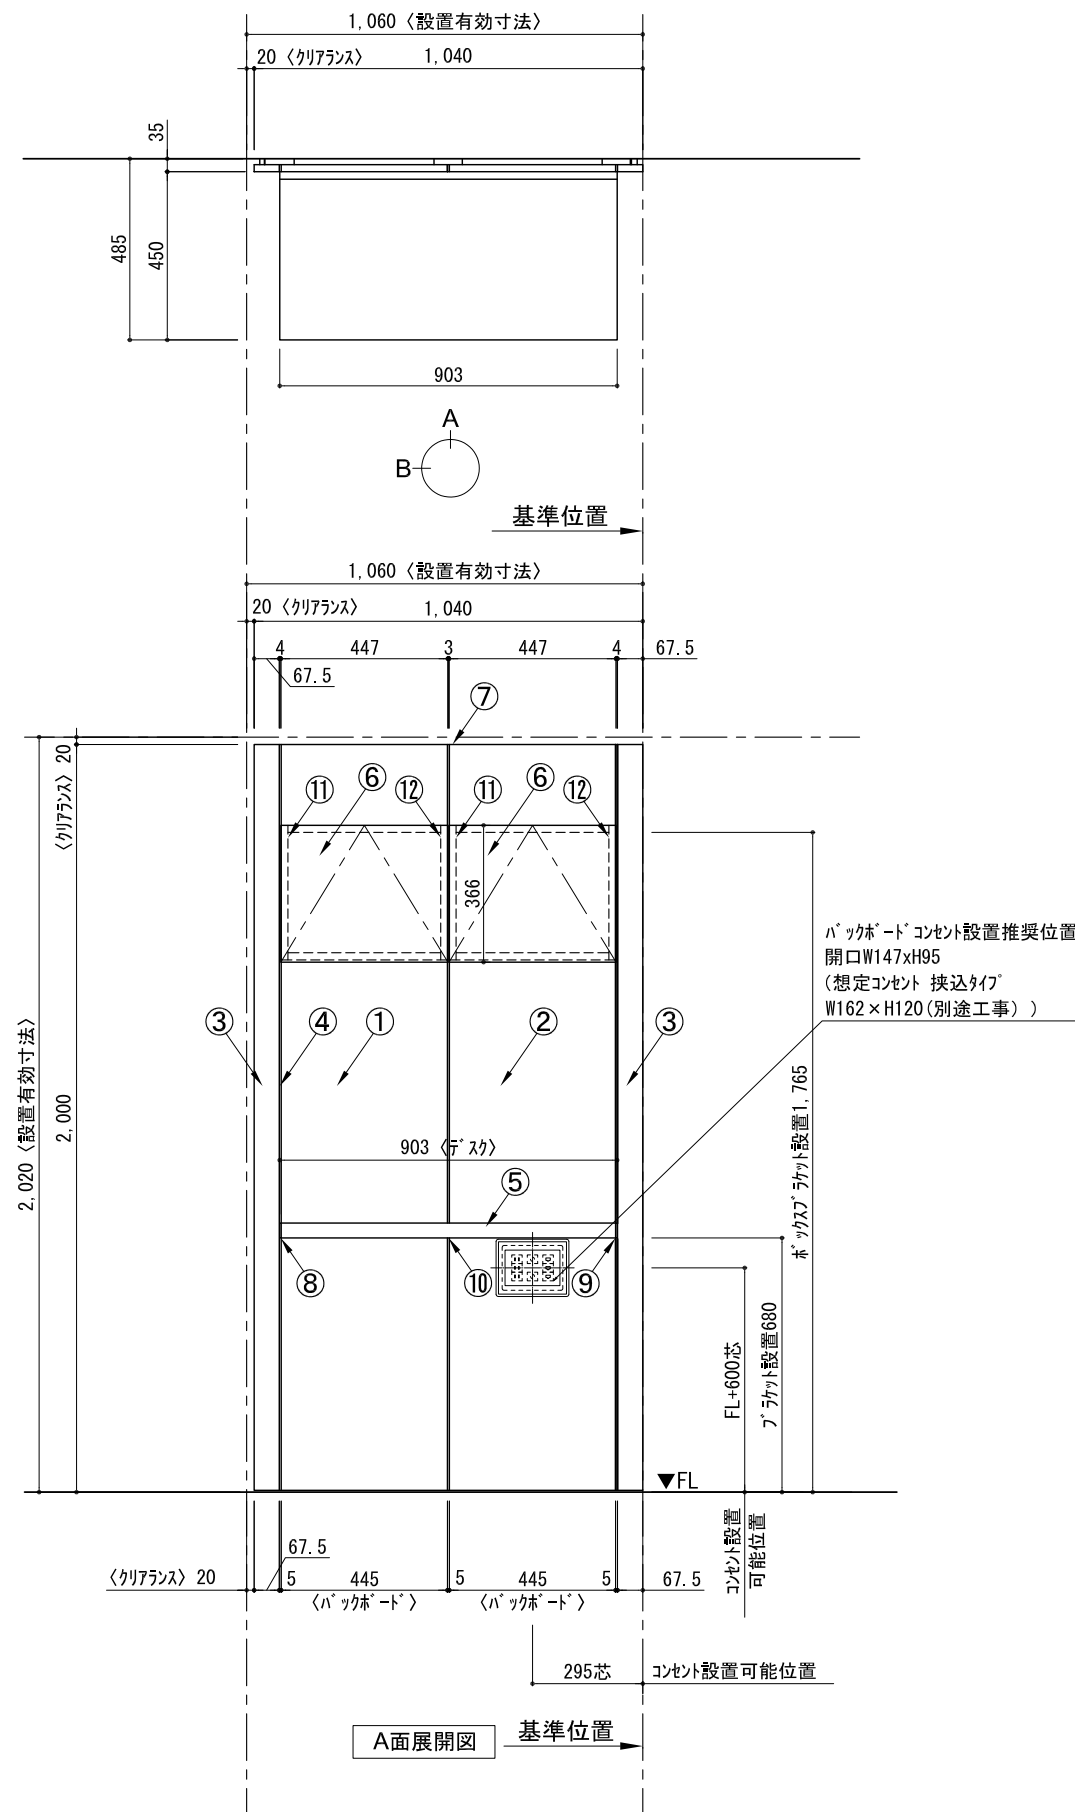 1,060〈設置有効寸法〉
20〈クリアランス〉
1,040
35
485
450
903
A
B
基準位置
1,060〈設置有効寸法〉
20〈クリアランス〉
1,040
4
447
3
447
4
67.5
67.5
⑦
〈クリアランス〉20
⑪
⑥
⑫
⑪
⑥
⑫
366
バックボードコンセント設置推奨位置
開口W147xH95
(想定コンセント 挟込タイプ
W162×H120(別途工事))
③
④
①
②
③
2,020〈設置有効寸法〉
2,000
ボックスブラケット設置1,765
903〈デスク〉
⑤
⑧
⑩
⑨
FL+600芯
ブラケット設置680
▼FL
コンセント設置
可能位置
67.5
〈クリアランス〉20
5
445
5
445
5
67.5
〈バックボード〉
〈バックボード〉
295芯
コンセント設置可能位置
A面展開図
基準位置